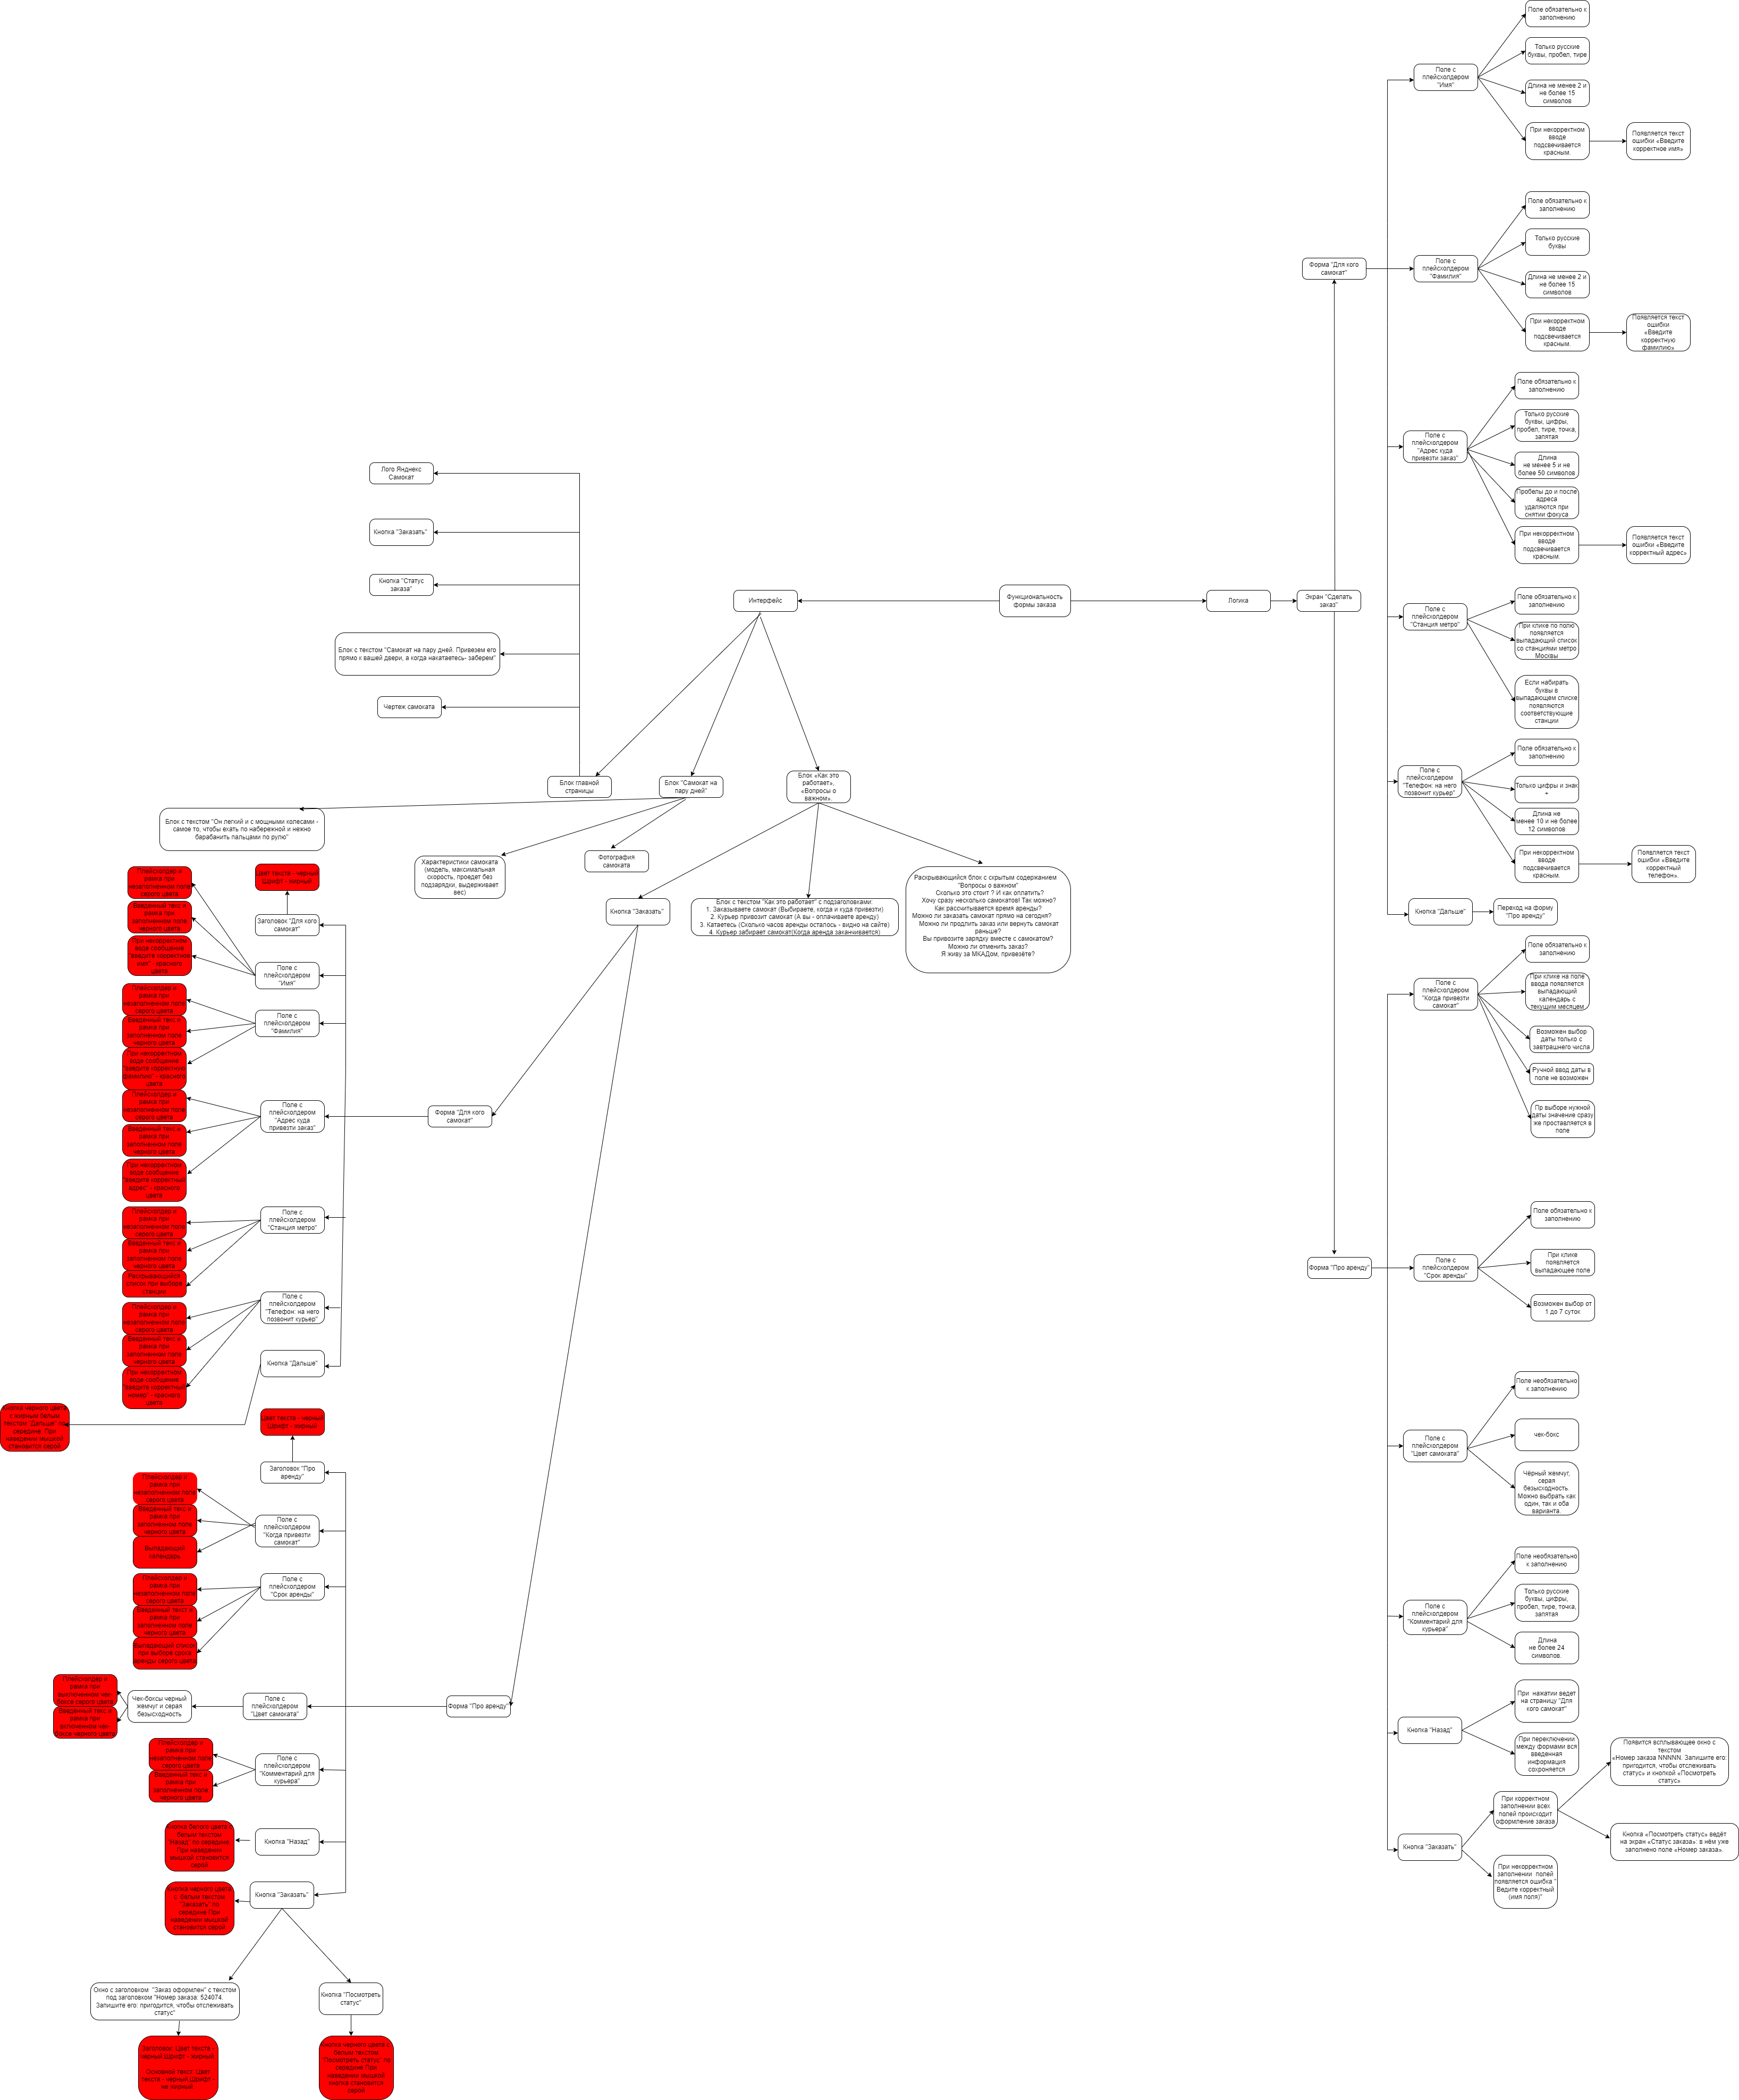 Функциональность
формы заказа
Интерфейс
Логика
Экран "Сделать
заказ"
Лого Янднекс
Самокат
Кнопка "Заказать"
Кнопка "Статус
заказа"
Блок с текстом "Самокат на пару дней. Привезем его
прямо к вашей двери, а когда накатаетесь- заберем"
Чертеж самоката
Блок главной
страницы
Блок "Самокат на
пару дней"
Блок «Как это
работает»,
«Вопросы о
важном».
Блок с текстом "Он легкий и с мощными колесами -
самое то, чтобы ехать по набережной и нежно
барабанить пальцами по рулю"
Характеристики самоката
(модель, максимальная
скорость, проедет без
подзарядки, выдерживает
вес)
Фотография
самоката
Кнопка "Заказать"
Блок с текстом "Как это работает" с подзаголовками:
1. Заказываете самокат (Выбираете, когда и куда привезти)
2. Курьер привозит самокат (А вы - оплачиваете аренду)
3. Катаетесь (Сколько часов аренды осталось - видно на сайте)
4. Курьер забирает самокат(Когда аренда заканчивается)
Раскрывающийся блок с скрытым содержанием
"Вопросы о важном"
Сколько это стоит ? И как оплатить?
Хочу сразу несколько самокатов! Так можно?
Как рассчитывается время аренды?
Можно ли заказать самокат прямо на сегодня?
Можно ли продлить заказ или вернуть самокат
раньше?
Вы привозите зарядку вместе с самокатом?
Можно ли отменить заказ?
Я живу за МКАДом, привезёте?
Форма "Для кого
самокат"
Цвет текста - черный
Шрифт - жирный
Заголовок "Для кого
самокат"
Поле с
плейсхолдером
"Имя"
Плейсхолдер и
рамка при
незаполненном поле
серого цвета
Введенный текс и
рамка при
заполненном поля
черного цвета
При некорректном
воде сообщение
"введите корректное
имя" - красного
цвета
Поле с
плейсхолдером
"Фамилия"
Плейсхолдер и
рамка при
незаполненном поле
серого цвета
Введенный текс и
рамка при
заполненном поля
черного цвета
При некорректном
воде сообщение
"введите корректную
фамилию" - красного
цвета
Поле с
плейсхолдером
"Адрес куда
привезти заказ"
Плейсхолдер и
рамка при
незаполненном поле
серого цвета
Введенный текс и
рамка при
заполненном поля
черного цвета
При некорректном
воде сообщение
"введите корректный
адрес" - красного
цвета
Поле с
плейсхолдером
"Станция метро"
Плейсхолдер и
рамка при
незаполненном поле
серого цвета
Введенный текс и
рамка при
заполненном поля
черного цвета
Раскрывающийся
список при выборе
станции
Поле с
плейсхолдером
"Телефон: на него
позвонит курьер"
Плейсхолдер и
рамка при
незаполненном поле
серого цвета
Введенный текс и
рамка при
заполненном поля
черного цвета
При некорректном
воде сообщение
"введите корректный
номер" - красного
цвета
Кнопка "Дальше"
Кнопка черного цвета
с белым
текстом "Дальше" по
середине. При
наведении мышкой
становится серой
Форма "Про аренду"
Цвет текста - черный
Шрифт - жирный
Заголовок "Про
аренду"
Поле с
плейсхолдером
"Когда привезти
самокат"
Плейсхолдер и
рамка при
незаполненном поле
серого цвета
Введенный текс и
рамка при
заполненном поля
черного цвета
Выпадающий
календарь
Поле с
плейсхолдером
"Срок аренды"
Плейсхолдер и
рамка при
незаполненном поле
серого цвета
Введенный текст и
рамка при
заполненном поля
черного цвета
Выпадающий список
при выборе срока
аренды серого цвета
Поле с
плейсхолдером
"Цвет самоката"
Чек-боксы черный
жемчуг и серая
безысходность
Плейсхолдер и
рамка при
выключенном чек-
боксе серого цвета
Введенный текс и
рамка при
включенном чек-
боксе черного цвета
Поле с
плейсхолдером
"Комментарий для
курьера"
Плейсхолдер и
рамка при
незаполненном поле
серого цвета
Введенный текс и
рамка при
заполненном поля
черного цвета
Кнопка "Назад"
Кнопка белого цвета с
белым текстом
"Назад" по середине.
При наведении
мышкой становится
серой
Кнопка "Заказать"
Кнопка черного цвета
с белым текстом
"Заказать" по
середине.При
наведении мышкой
становится серой
Окно с заголовком "Заказ оформлен" с текстом
под заголовком "Номер заказа: 524074.
Запишите его: пригодится, чтобы отслеживать
статус"
Заголовок: Цвет текста -
черный.Шрифт - жирный.
Основной текст: Цвет
текста - черный.Шрифт -
не жирный.
Кнопка "Посмотреть
статус"
Кнопка черного цвета с
белым текстом
"Посмотреть статус" по
середине.При
наведении мышкой
кнопка становится
серой
Форма "Для кого
самокат"
Поле с
плейсхолдером
"Имя"
Поле обязательно к
заполнению
Только русские
буквы, пробел, тире
Длина не менее 2 и
не более 15
символов
При некорректном
вводе
подсвечивается
красным.
Появляется текст
ошибки «Введите
корректное имя»
Поле с
плейсхолдером
"Фамилия"
Поле обязательно к
заполнению
Только русские
буквы
Длина не менее 2 и
не более 15
символов
При некорректном
вводе
подсвечивается
красным.
Появляется текст
ошибки
«Введите
корректную
фамилию»
Поле с
плейсхолдером
"Адрес куда
привезти заказ"
Поле обязательно к
заполнению
Только русские
буквы, цифры,
пробел, тире, точка,
запятая
Длина
не менее 5 и не
более 50 символов
Пробелы до и после
адреса
удаляются при
снятии фокуса
При некорректном
вводе
подсвечивается
красным.
Появляется текст
ошибки «Введите
корректный адрес»
Поле с
плейсхолдером
"Станция метро"
Поле обязательно к
заполнению
При клике по полю
появляется
выпадающий список
со станциями метро
Москвы
Если набирать
буквы в
выпадающем списке
появляются
соответствующие
станции
Поле с
плейсхолдером
"Телефон: на него
позвонит курьер"
Поле обязательно к
заполнению
Только цифры и знак
+
Длина не
менее 10 и не более
12 символов
При некорректном
вводе
подсвечивается
красным.
Появляется текст
ошибки «Введите
корректный
телефон».
Кнопка "Дальше"
Переход на форму
"Про аренду"
Форма "Про аренду"
Поле с
плейсхолдером
"Когда привезти
самокат"
Поле обязательно к
заполнению
При клике на поле
ввода появляется
выпадающий
календарь с
текущим месяцем
Возможен выбор
даты только с
завтрашнего числа
Ручной ввод даты в
поле не возможен
Пр выборе нужной
даты значение сразу
же проставляется в
поле
Поле с
плейсхолдером
"Срок аренды"
Поле обязательно к
заполнению
При клике
появляется
выпадающее поле
Возможен выбор от
1 до 7 суток
Поле с
плейсхолдером
"Цвет самоката"
Поле необязательно
к заполнению
чек-бокс
Чёрный жемчуг,
серая
безысходность.
Можно выбрать как
один, так и оба
варианта.
Поле с
плейсхолдером
"Комментарий для
курьера"
Поле необязательно
к заполнению
Только русские
буквы, цифры,
пробел, тире, точка,
запятая
Длина
не более 24
символов.
Кнопка "Назад"
При нажатии ведет
на страницу "Для
кого самокат"
При переключении
между формами вся
введенная
информация
сохроняется
Кнопка "Заказать"
При корректном
заполнении всех
полей происходит
оформление заказа
Появится всплывающее окно с
текстом
«Номер заказа NNNNN. Запишите его:
пригодится, чтобы отслеживать
статус» и кнопкой «Посмотреть
статус»
Кнопка «Посмотреть статус» ведёт
на экран «Статус заказа»: в нём уже
заполнено поле «Номер заказа».
При некорректном
заполнении полей
появляется ошибка "
Ведите корректный
(имя поля)"